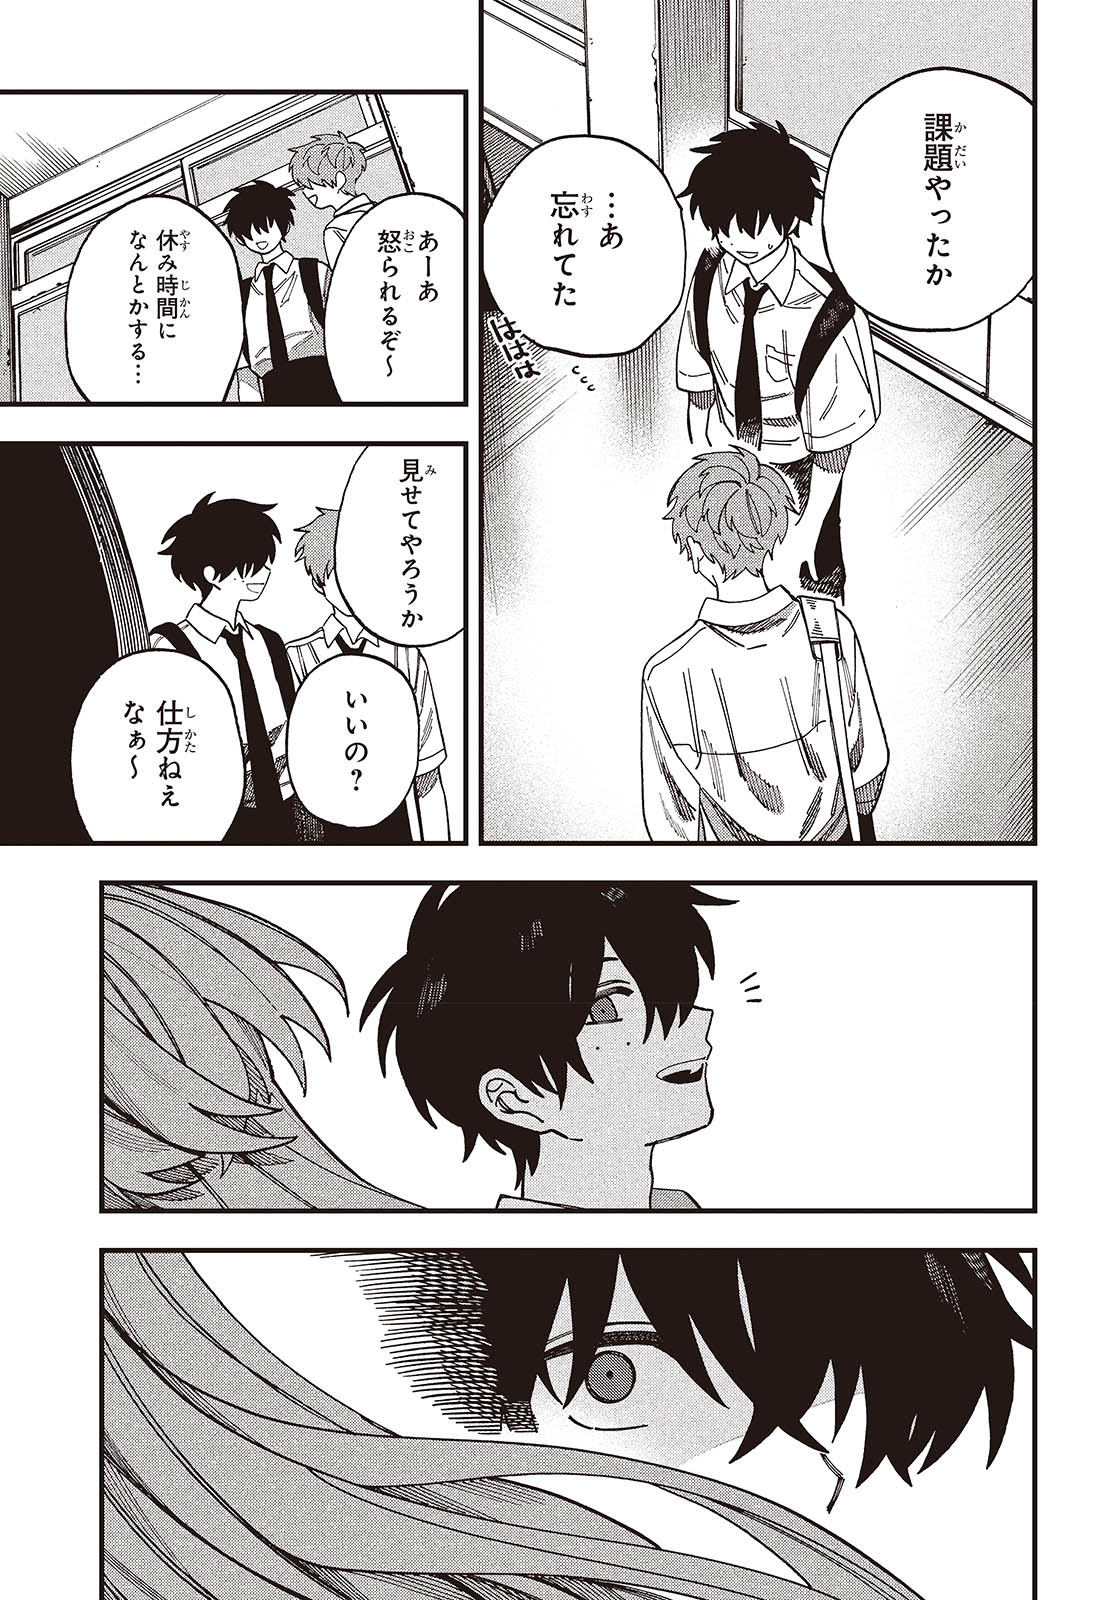 課題やったか
…あ
忘れてた
ははは
あーあ
怒られるぞ～
休み時間に
なんとかする…
見せてやろうか
いいの？
仕方ねえ
なぁ～